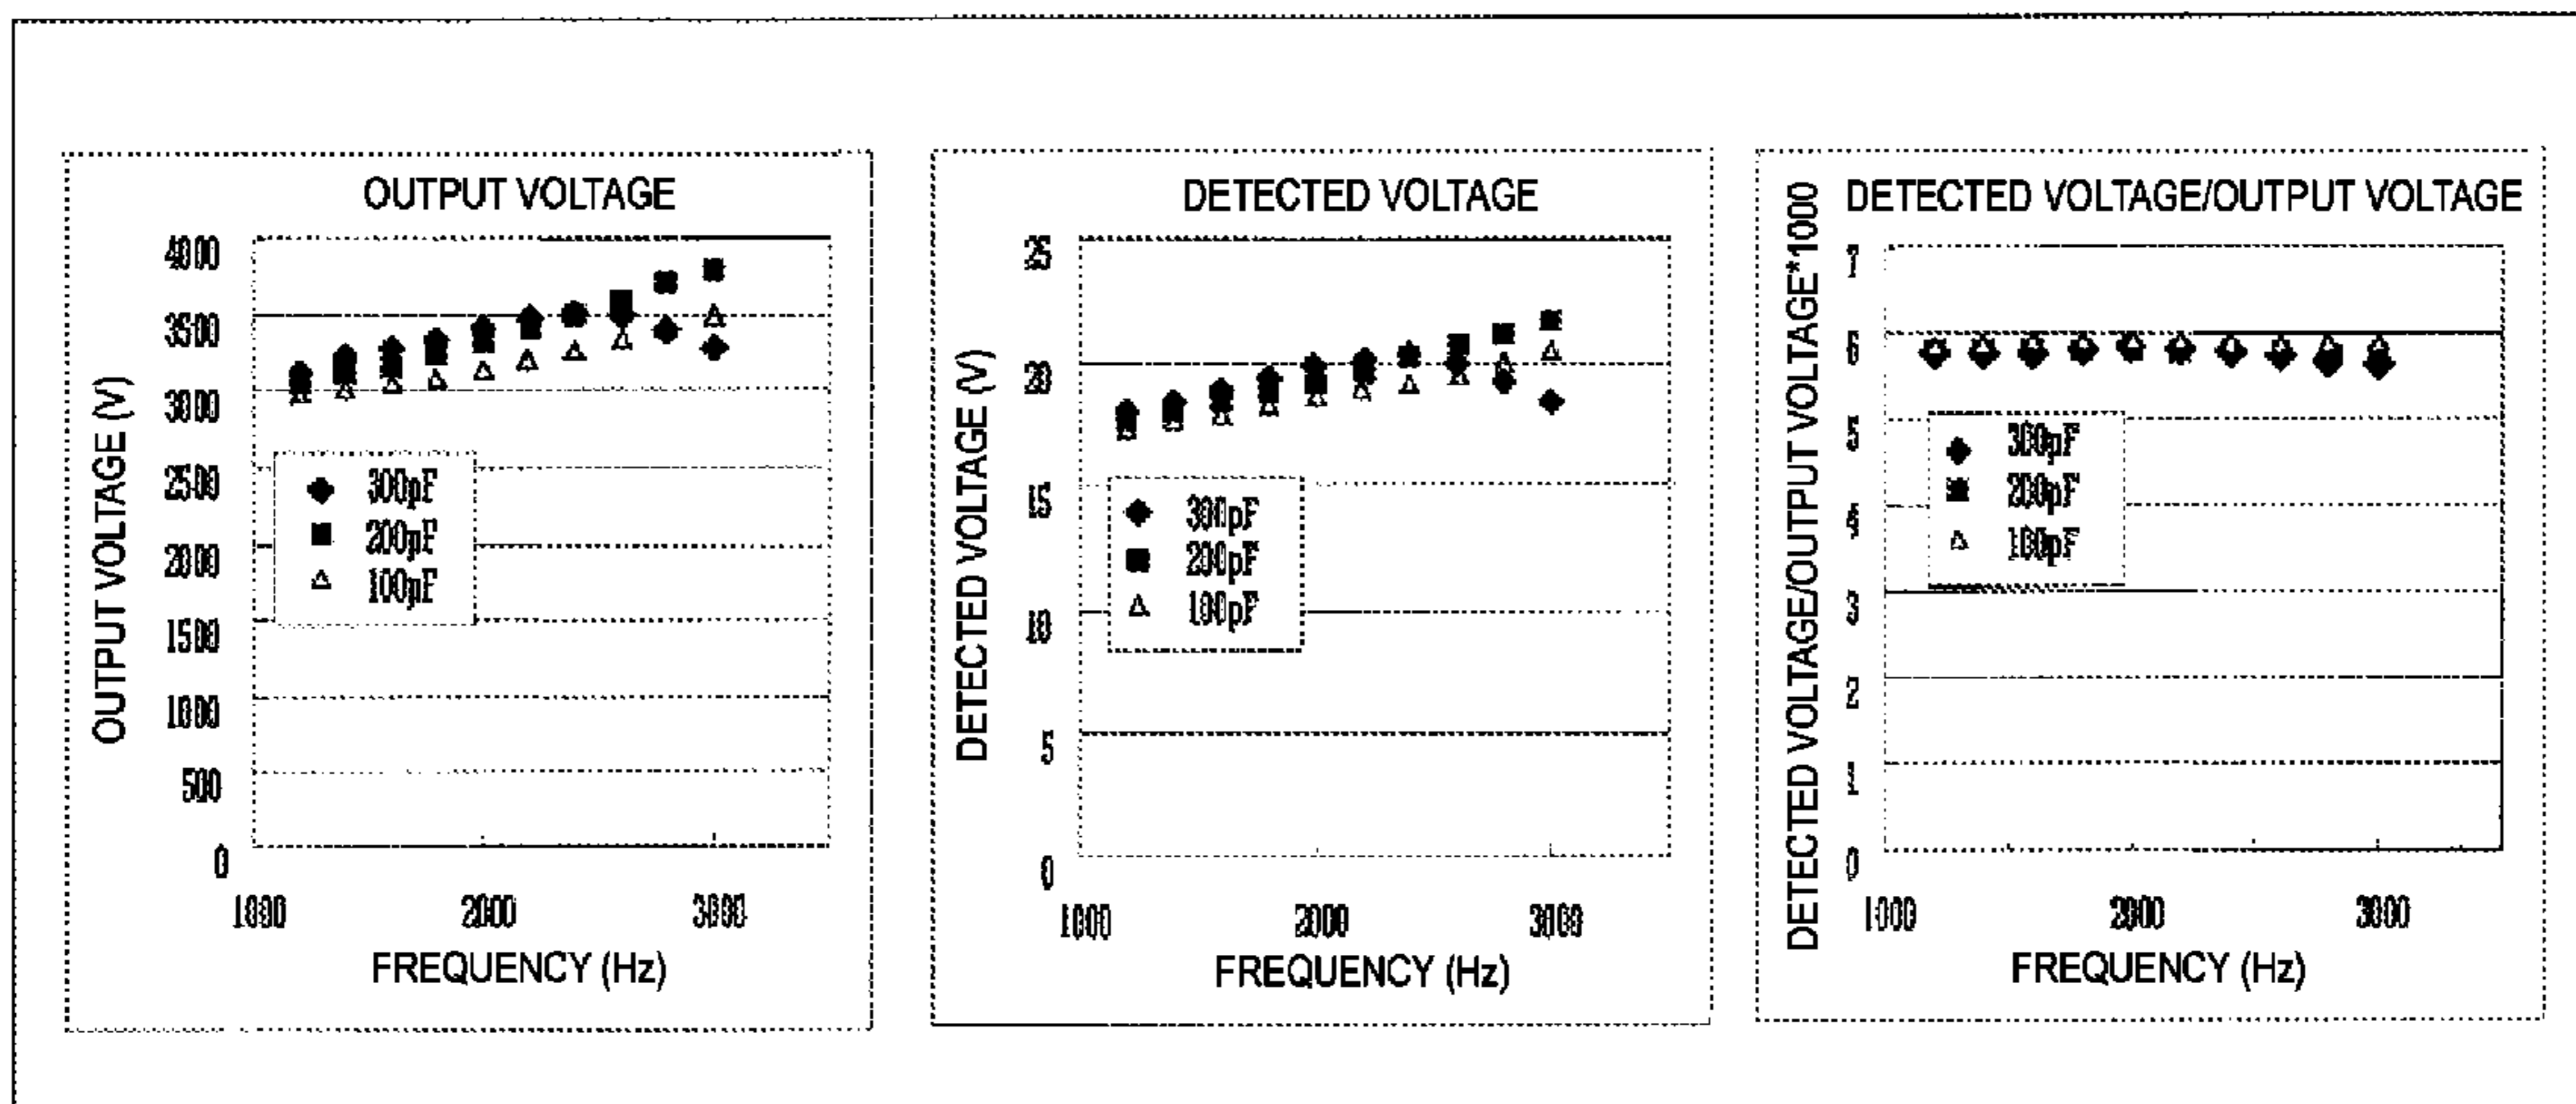 OUTPUT VOLTAGE
OUTPUT VOLTAGE (V)
4000
3500
3000
2500
2000
1500
1000
500
0
300pF
200pF
100pF
1000 2000 3000
FREQUENCY (Hz)
DETECTED VOLTAGE
DETECTED VOLTAGE (V)
25
20
15
10
5
0
300pF
200pF
100pF
1000 2000 3000
FREQUENCY (Hz)
DETECTED VOLTAGE/OUTPUT VOLTAGE
DETECTED VOLTAGE/OUTPUT VOLTAGE*1000
7
6
5
4
3
2
1
0
300pF
200pF
100pF
1000 2000 3000
FREQUENCY (Hz)